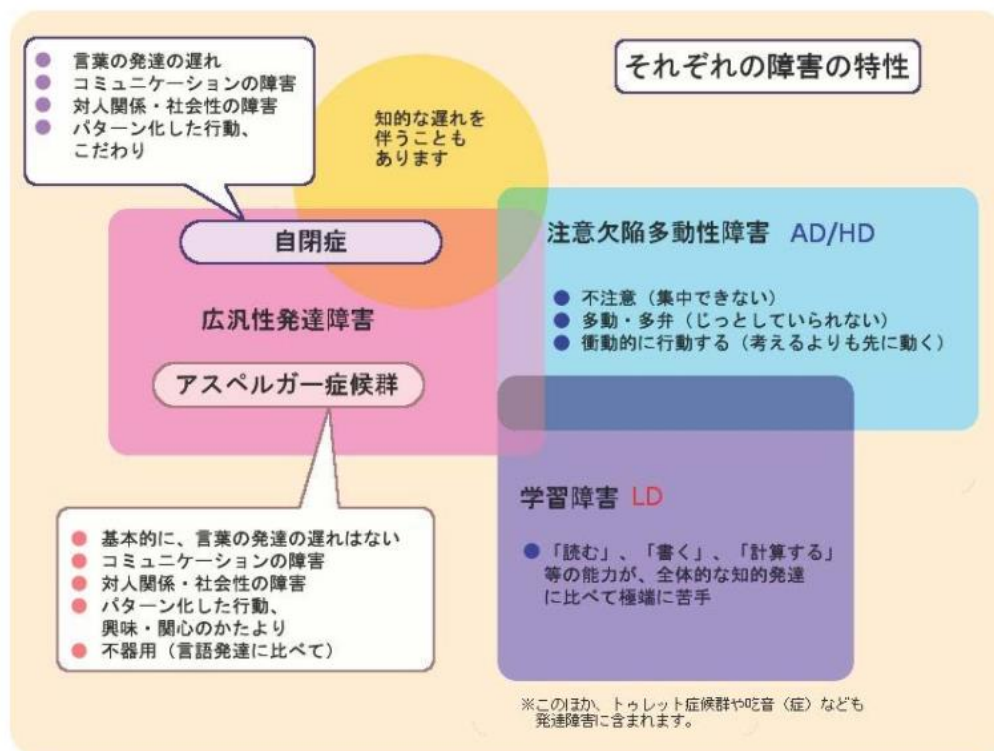 それぞれの障害の特性
言葉の発達の遅れ
コミュニケーションの障害
対人関係・社会性の障害
パターン化した行動、
こだわり
知的な遅れを
伴うことも
あります
自閉症
広汎性発達障害
アスペルガー症候群
基本的に、言葉の発達の遅れはない
コミュニケーションの障害
対人関係・社会性の障害
パターン化した行動、
興味・関心のかたより
不器用（言語発達に比べて）
注意欠陥多動性障害 AD/HD
不注意（集中できない）
多動・多弁（じっとしていられない）
衝動的に行動する（考えるよりも先に動く）
学習障害 LD
「読む」、「書く」、「計算する」
等の能力が、全体的な知的発達
に比べて極端に苦手
※このほか、トゥレット症候群や吃音（症）なども
発達障害に含まれます。